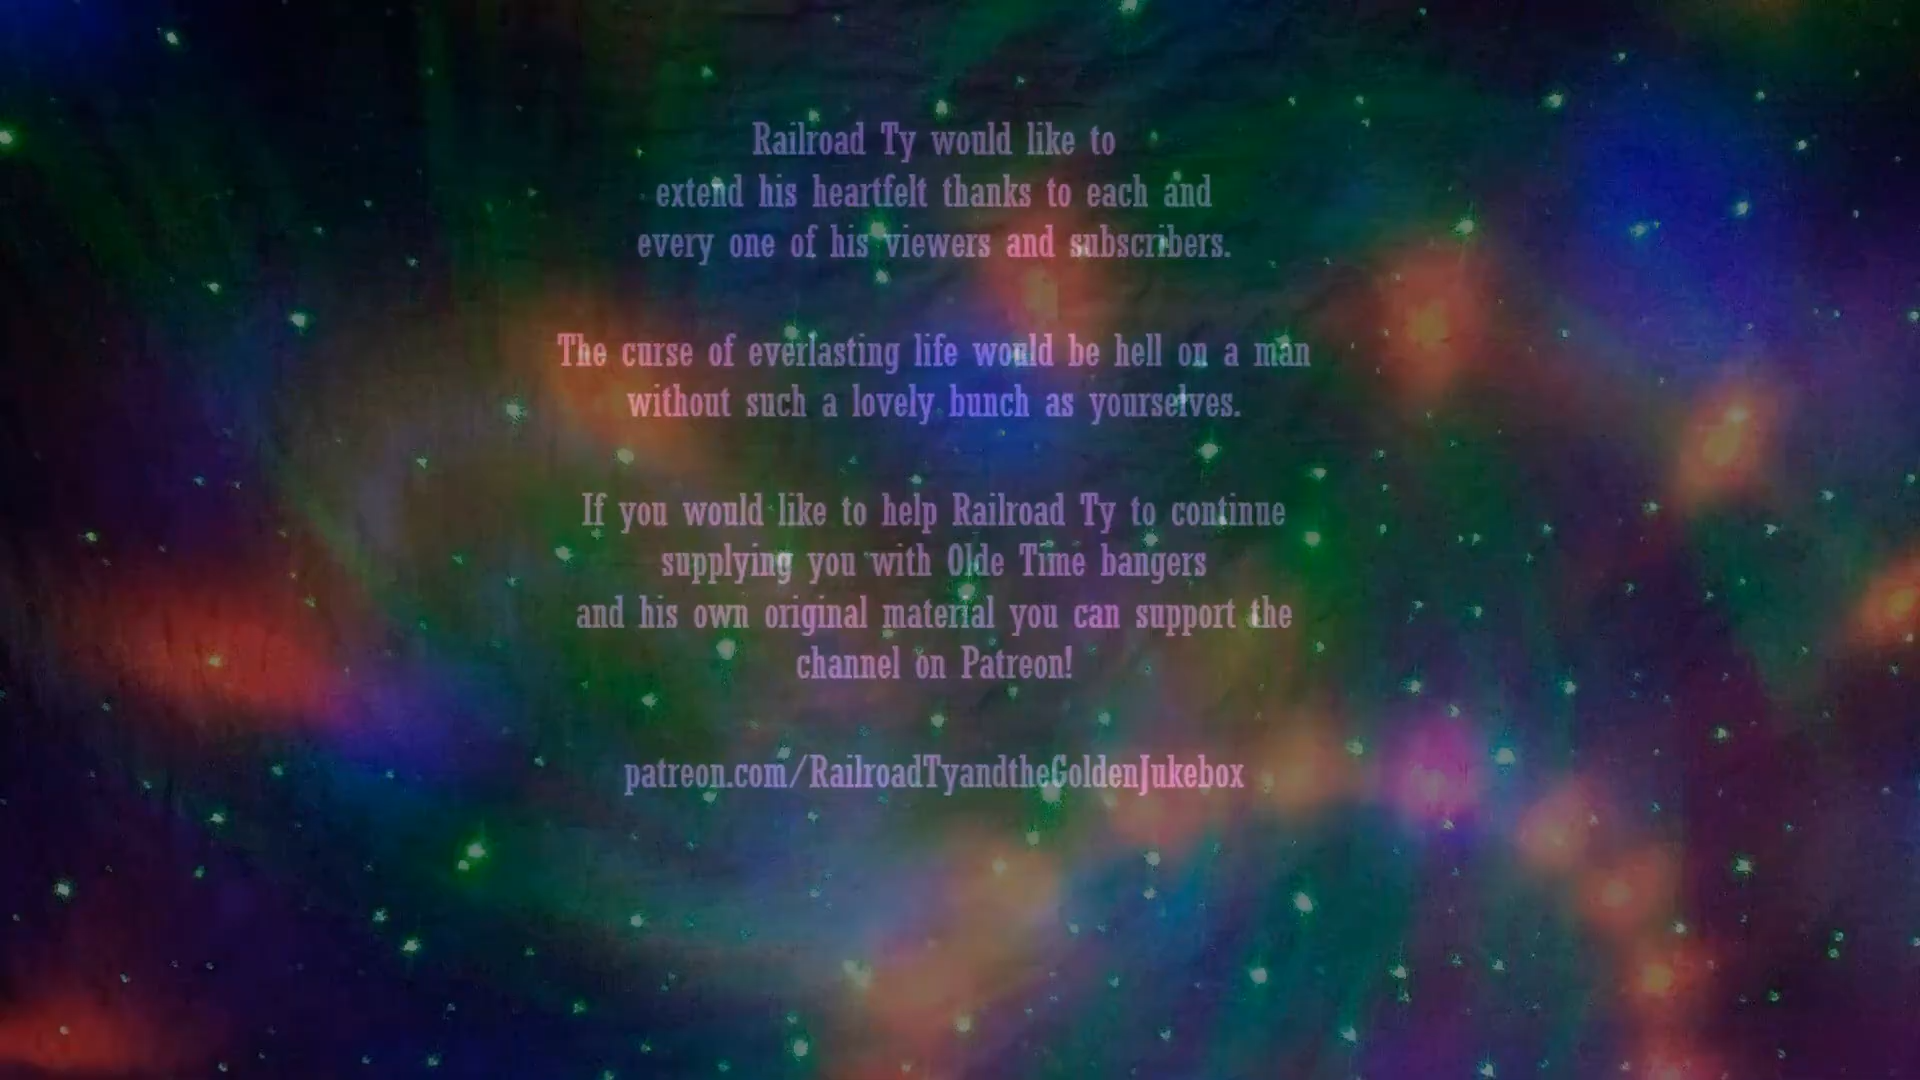 Railroad Ty would like to
extend his heartfelt thanks to each and
every one of his viewers and subscribers.
The curse of everlasting life would be hell on a man
without such a lovely bunch as yourselves.
If you would like to help Railroad Ty to continue
supplying you with Olde Time bangers
and his own original material you can support the
channel on Patreon!
patreon.com/RailroadTyandtheGoldenJukebox